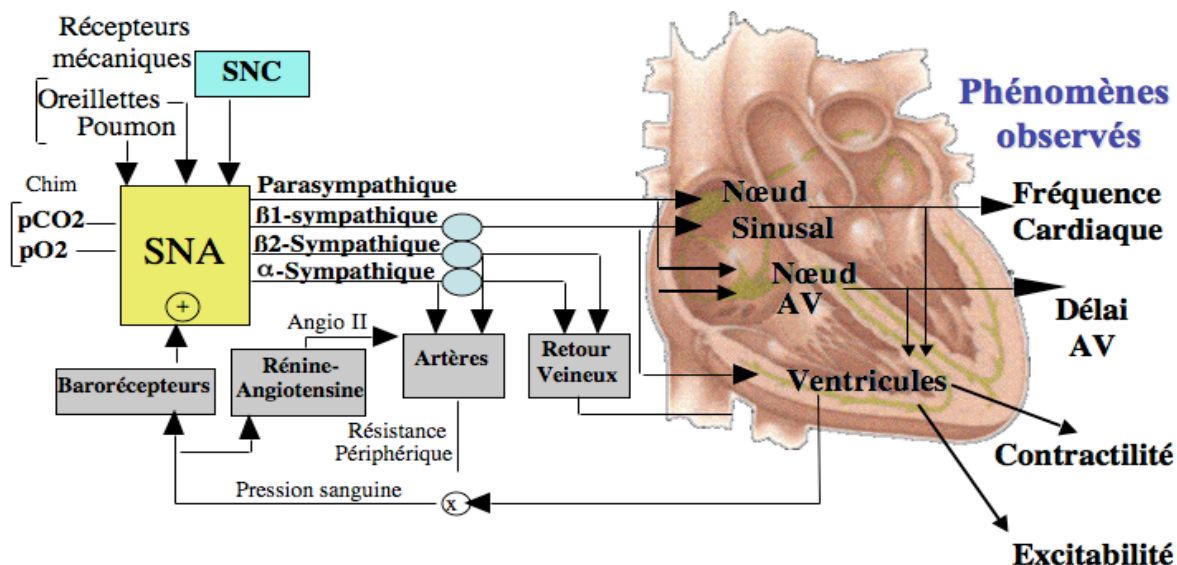 Récepteurs
mécaniques
SNC
Oreillettes
Poumon
Phénomènes
observés
Chim
pCO2
pO2
SNA
+
Parasympathique
ß1-sympathique
ß2-Sympathique
α-Sympathique
Nœud
Sinusal
Fréquence
Cardiaque
Nœud
AV
Délai
AV
Angio II
Barorécepteurs
Rénine-
Angiotensine
Artères
Retour
Veineux
Ventricules
Résistance
Périphérique
Contractilité
Pression sanguine
x
Excitabilité